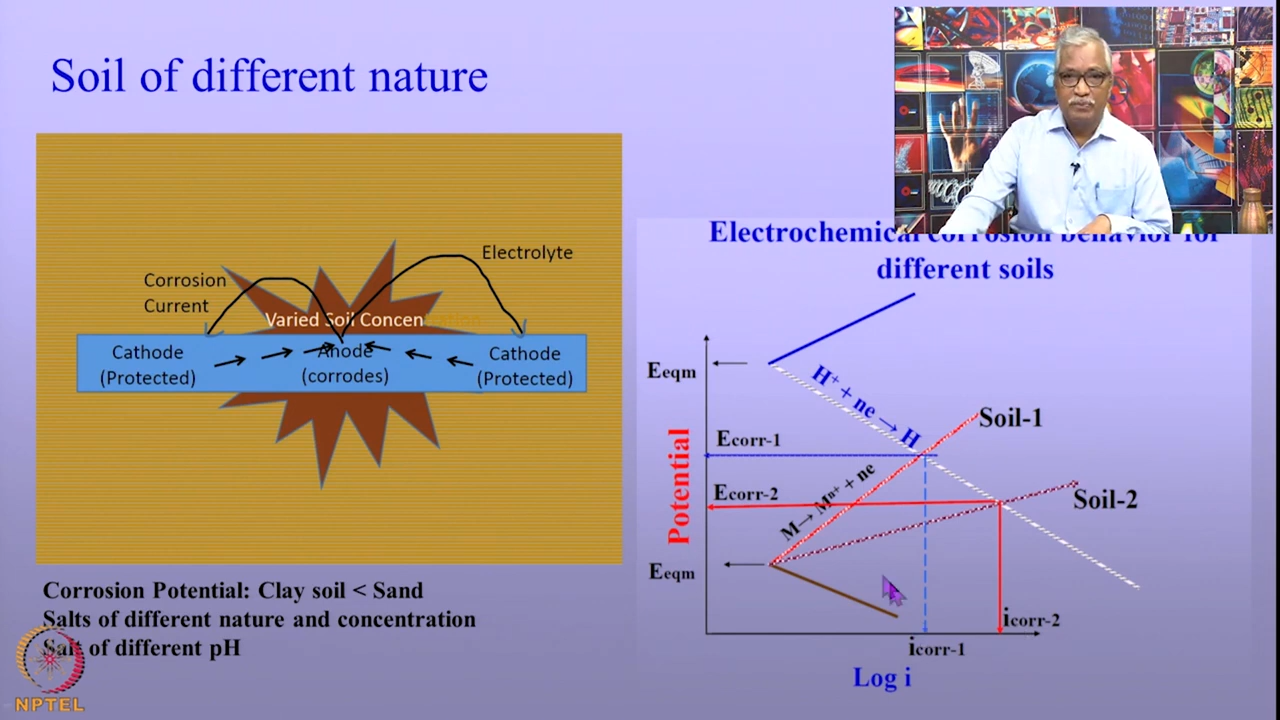 Soil of different nature
Corrosion
Current
Electrolyte
Varied Soil Concentration
Cathode
(Protected)
Anode
(corrodes)
Cathode
(Protected)
Corrosion Potential: Clay soil < Sand
Salts of different nature and concentration
Salt of different pH
NPTEL
Electrochemical corrosion behavior for
different soils
Eeqm
H⁺ + ne → H
Soil-1
Ecorr-1
M→ Mⁿ⁺ + ne
Ecorr-2
Soil-2
Potential
Eeqm
icorr-2
icorr-1
Log i